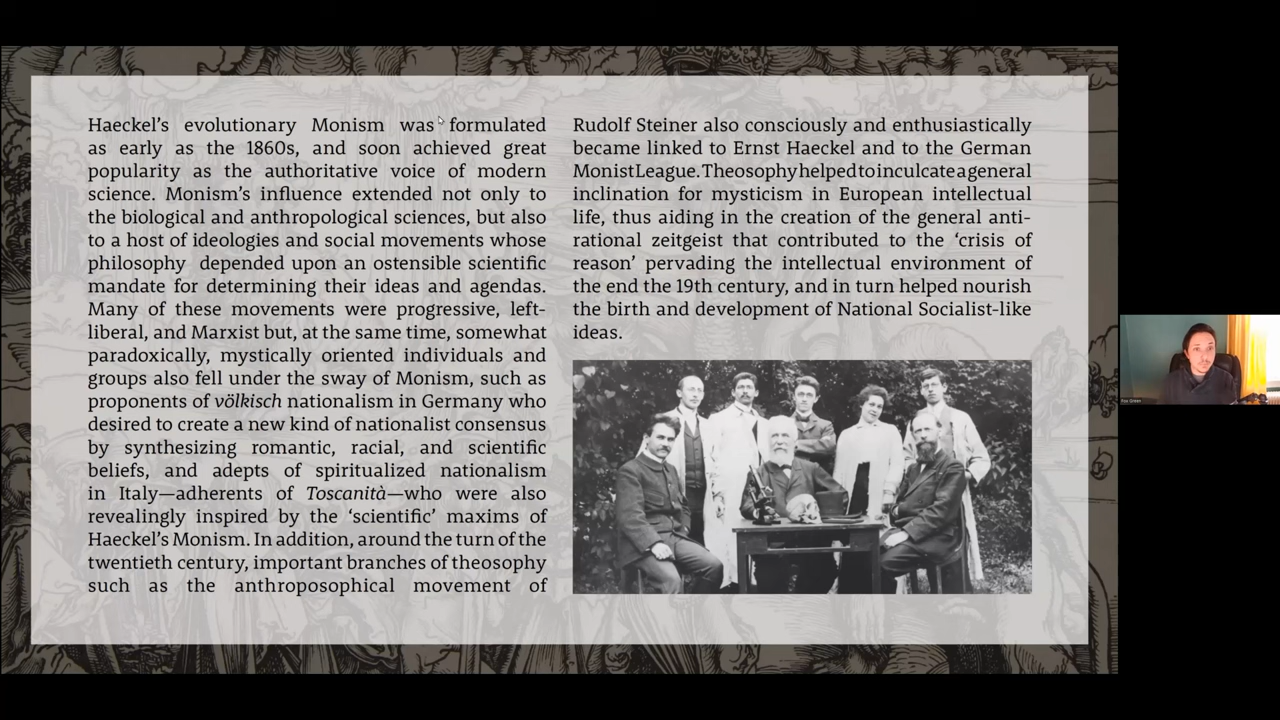 Haeckel's evolutionary Monism was formulated
as early as the 1860s, and soon achieved great
popularity as the authoritative voice of modern
science. Monism's influence extended not only to
the biological and anthropological sciences, but also
to a host of ideologies and social movements whose
philosophy depended upon an ostensible scientific
mandate for determining their ideas and agendas.
Many of these movements were progressive, left-
liberal, and Marxist but, at the same time, somewhat
paradoxically, mystically oriented individuals and
groups also fell under the sway of Monism, such as
proponents of völkisch nationalism in Germany who
desired to create a new kind of nationalist consensus
by synthesizing romantic, racial, and scientific
beliefs, and adepts of spiritualized nationalism
in Italy—adherents of Toscanità—who were also
revealingly inspired by the 'scientific' maxims of
Haeckel's Monism. In addition, around the turn of the
twentieth century, important branches of theosophy
such as the anthroposophical movement of
Rudolf Steiner also consciously and enthusiastically
became linked to Ernst Haeckel and to the German
Monist League. Theosophy helped to inculcate a general
inclination for mysticism in European intellectual
life, thus aiding in the creation of the general anti-
rational zeitgeist that contributed to the 'crisis of
reason' pervading the intellectual environment of
the end the 19th century, and in turn helped nourish
the birth and development of National Socialist-like
ideas.
Fox Green